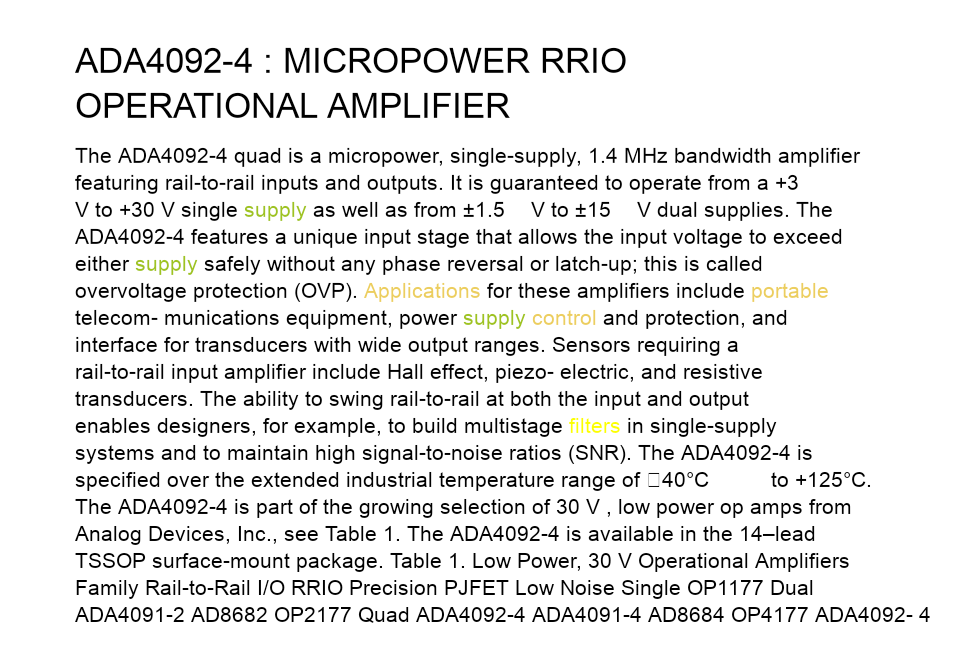 ADA4092-4 : MICROPOWER RRIO
OPERATIONAL AMPLIFIER
The ADA4092-4 quad is a micropower, single-supply, 1.4 MHz bandwidth amplifier
featuring rail-to-rail inputs and outputs. It is guaranteed to operate from a +3
V to +30 V single supply as well as from ±1.5 V to ±15 V dual supplies. The
ADA4092-4 features a unique input stage that allows the input voltage to exceed
either supply safely without any phase reversal or latch-up; this is called
overvoltage protection (OVP). Applications for these amplifiers include portable
telecom- munications equipment, power supply control and protection, and
interface for transducers with wide output ranges. Sensors requiring a
rail-to-rail input amplifier include Hall effect, piezo- electric, and resistive
transducers. The ability to swing rail-to-rail at both the input and output
enables designers, for example, to build multistage filters in single-supply
systems and to maintain high signal-to-noise ratios (SNR). The ADA4092-4 is
specified over the extended industrial temperature range of □40°C to +125°C.
The ADA4092-4 is part of the growing selection of 30 V , low power op amps from
Analog Devices, Inc., see Table 1. The ADA4092-4 is available in the 14–lead
TSSOP surface-mount package. Table 1. Low Power, 30 V Operational Amplifiers
Family Rail-to-Rail I/O RRIO Precision PJFET Low Noise Single OP1177 Dual
ADA4091-2 AD8682 OP2177 Quad ADA4092-4 ADA4091-4 AD8684 OP4177 ADA4092- 4